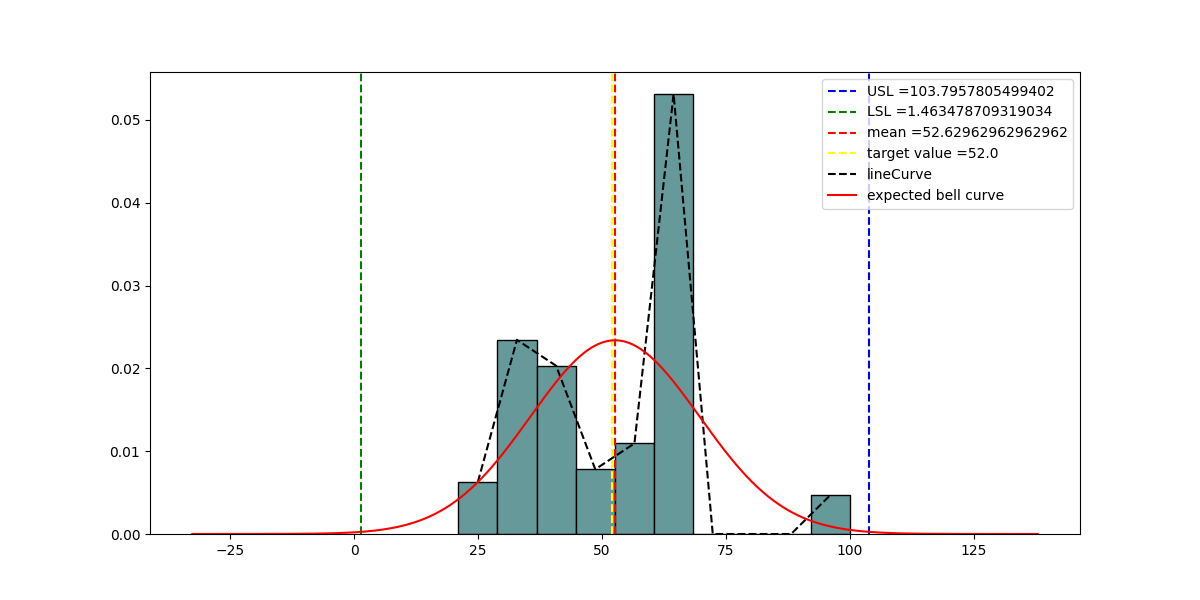 USL =103.7957805499402
LSL =1.463478709319034
mean =52.62962962962962
target value =52.0
lineCurve
expected bell curve
0.05
0.04
0.03
0.02
0.01
0.00
−25 0 25 50 75 100 125